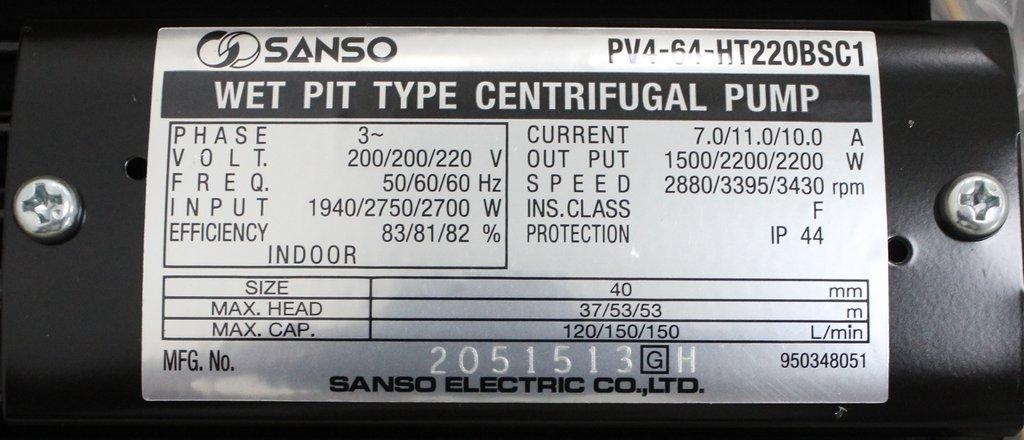 SANSO PV4-64-HT220BSC1
WET PIT TYPE CENTRIFUGAL PUMP
PHASE 3~
VOLT. 200/200/220 V
FREQ. 50/60/60 Hz
INPUT 1940/2750/2700 W
EFFICIENCY 83/81/82 %
INDOOR
CURRENT 7.0/11.0/10.0 A
OUT PUT 1500/2200/2200 W
SPEED 2880/3395/3430 rpm
INS.CLASS F
PROTECTION IP 44
SIZE 40 mm
MAX. HEAD 37/53/53 m
MAX. CAP. 120/150/150 L/min
MFG. No. 2051513 G H 950348051
SANSO ELECTRIC CO.,LTD.